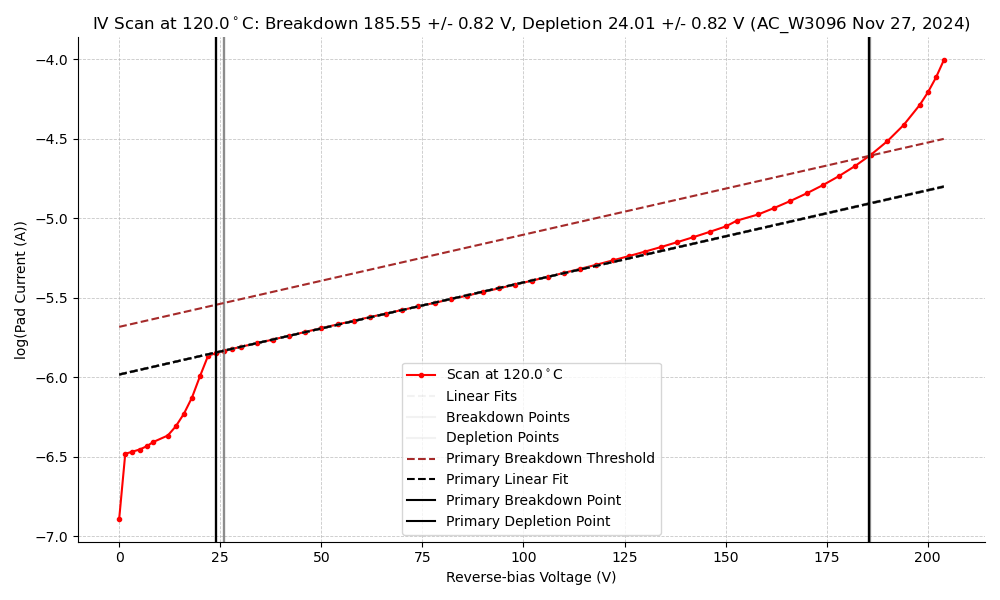 IV Scan at 120.0°C: Breakdown 185.55 +/- 0.82 V, Depletion 24.01 +/- 0.82 V (AC_W3096 Nov 27, 2024)
log(Pad Current (A))
−4.0
−4.5
−5.0
−5.5
−6.0
−6.5
−7.0
Scan at 120.0°C
Linear Fits
Breakdown Points
Depletion Points
Primary Breakdown Threshold
Primary Linear Fit
Primary Breakdown Point
Primary Depletion Point
0 25 50 75 100 125 150 175 200
Reverse-bias Voltage (V)